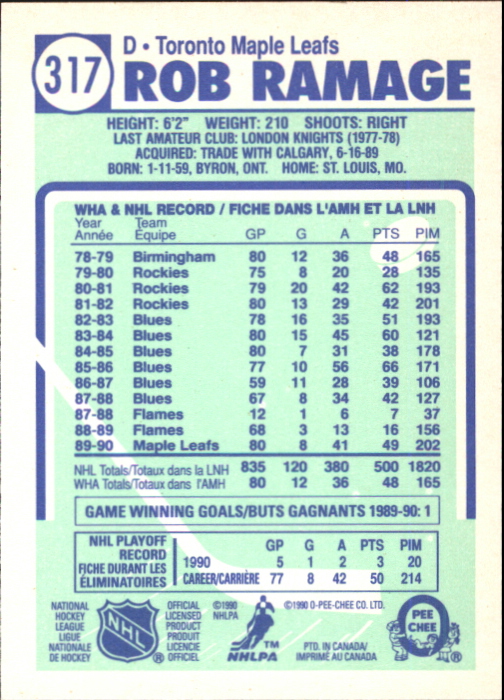 317
D • Toronto Maple Leafs
ROB RAMAGE
HEIGHT: 6'2" WEIGHT: 210 SHOOTS: RIGHT
LAST AMATEUR CLUB: LONDON KNIGHTS (1977-78)
ACQUIRED: TRADE WITH CALGARY, 6-16-89
BORN: 1-11-59, BYRON, ONT. HOME: ST. LOUIS, MO.
WHA & NHL RECORD / FICHE DANS L'AMH ET LA LNH
Year Team
Année Équipe GP G A PTS PIM
78-79 Birmingham 80 12 36 48 165
79-80 Rockies 75 8 20 28 135
80-81 Rockies 79 20 42 62 193
81-82 Rockies 80 13 29 42 201
82-83 Blues 78 16 35 51 193
83-84 Blues 80 15 45 60 121
84-85 Blues 80 7 31 38 178
85-86 Blues 77 10 56 66 171
86-87 Blues 59 11 28 39 106
87-88 Blues 67 8 34 42 127
87-88 Flames 12 1 6 7 37
88-89 Flames 68 3 13 16 156
89-90 Maple Leafs 80 8 41 49 202
NHL Totals/Totaux dans la LNH 835 120 380 500 1820
WHA Totals/Totaux dans l'AMH 80 12 36 48 165
GAME WINNING GOALS/BUTS GAGNANTS 1989-90: 1
NHL PLAYOFF
RECORD
FICHE DURANT LES
ÉLIMINATOIRES
GP G A PTS PIM
1990 5 1 2 3 20
CAREER/CARRIÈRE 77 8 42 50 214
NATIONAL
HOCKEY
LEAGUE
LIGUE
NATIONALE
DE HOCKEY
NHL
®
OFFICIAL
LICENSED
PRODUCT
PRODUIT
LICENCIE
OFFICIEL
©1990
NHLPA
TM
NHLPA
©1990 O-PEE-CHEE CO. LTD.
PTD. IN CANADA/
IMPRIMÉ AU CANADA
PEE
CHEE
®